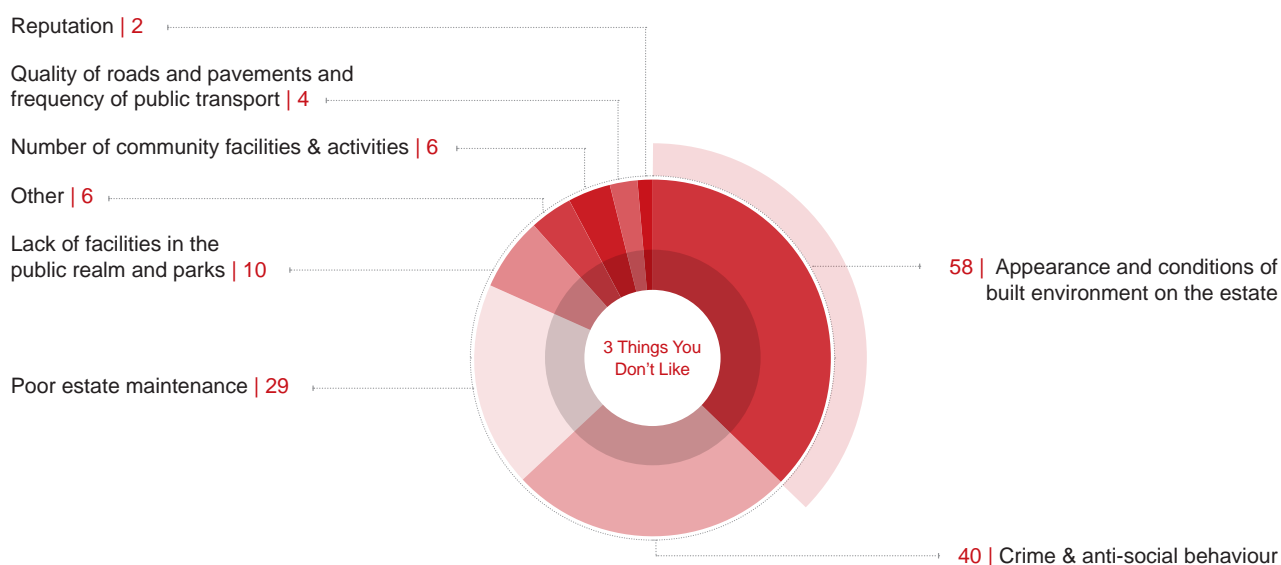 Reputation | 2
Quality of roads and pavements and
frequency of public transport | 4
Number of community facilities & activities | 6
Other | 6
Lack of facilities in the
public realm and parks | 10
Poor estate maintenance | 29
3 Things You
Don't Like
58 | Appearance and conditions of
built environment on the estate
40 | Crime & anti-social behaviour